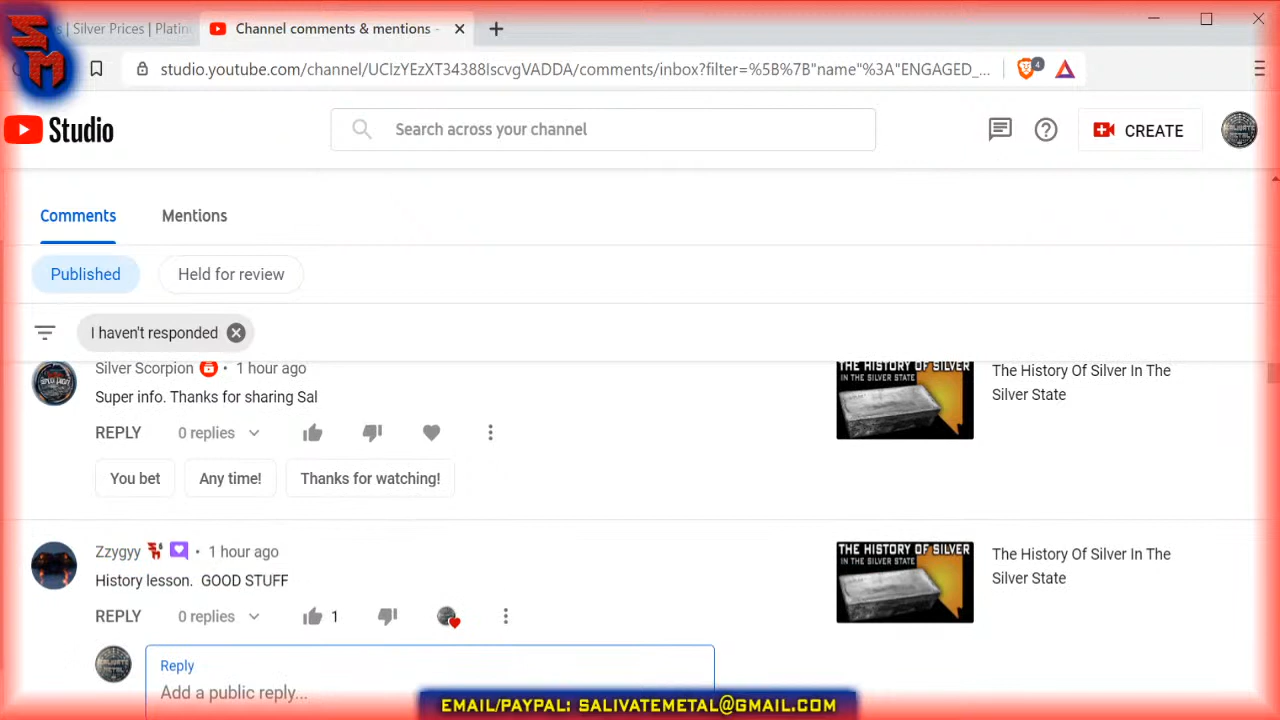 s | Silver Prices | Platin
Channel comments & mentions -
SM
studio.youtube.com/channel/UCIzYEzXT34388IscvgVADDA/comments/inbox?filter=%5B%7B"name"%3A"ENGAGED_...
4
Studio
Search across your channel
CREATE
Comments
Mentions
Published
Held for review
I haven't responded
Silver Scorpion • 1 hour ago
Super info. Thanks for sharing Sal
REPLY
0 replies
You bet
Any time!
Thanks for watching!
THE HISTORY OF SILVER
IN THE SILVER STATE
The History Of Silver In The
Silver State
Zzygyy • 1 hour ago
History lesson.  GOOD STUFF
REPLY
0 replies
1
THE HISTORY OF SILVER
IN THE SILVER STATE
The History Of Silver In The
Silver State
Reply
Add a public reply...
EMAIL/PAYPAL: SALIVATEMETAL@GMAIL.COM